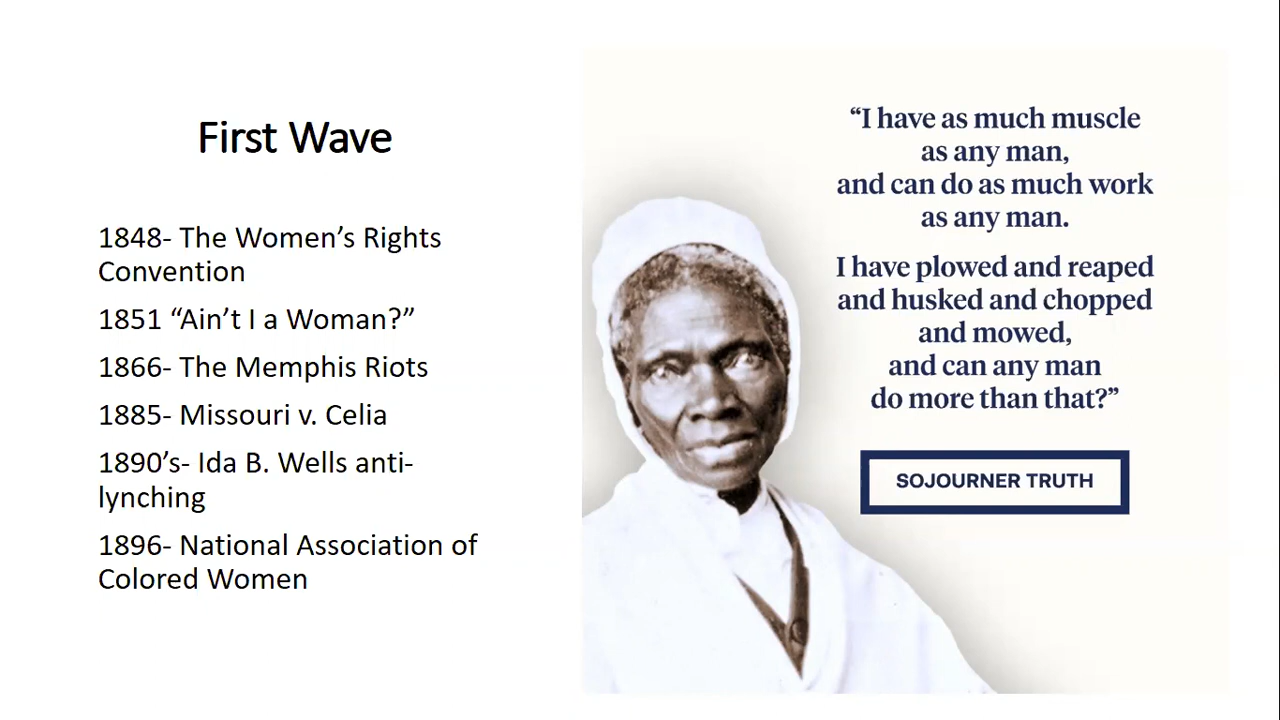 First Wave
1848- The Women’s Rights
Convention
1851 “Ain’t I a Woman?”
1866- The Memphis Riots
1885- Missouri v. Celia
1890’s- Ida B. Wells anti-
lynching
1896- National Association of
Colored Women
“I have as much muscle
as any man,
and can do as much work
as any man.
I have plowed and reaped
and husked and chopped
and mowed,
and can any man
do more than that?”
SOJOURNER TRUTH